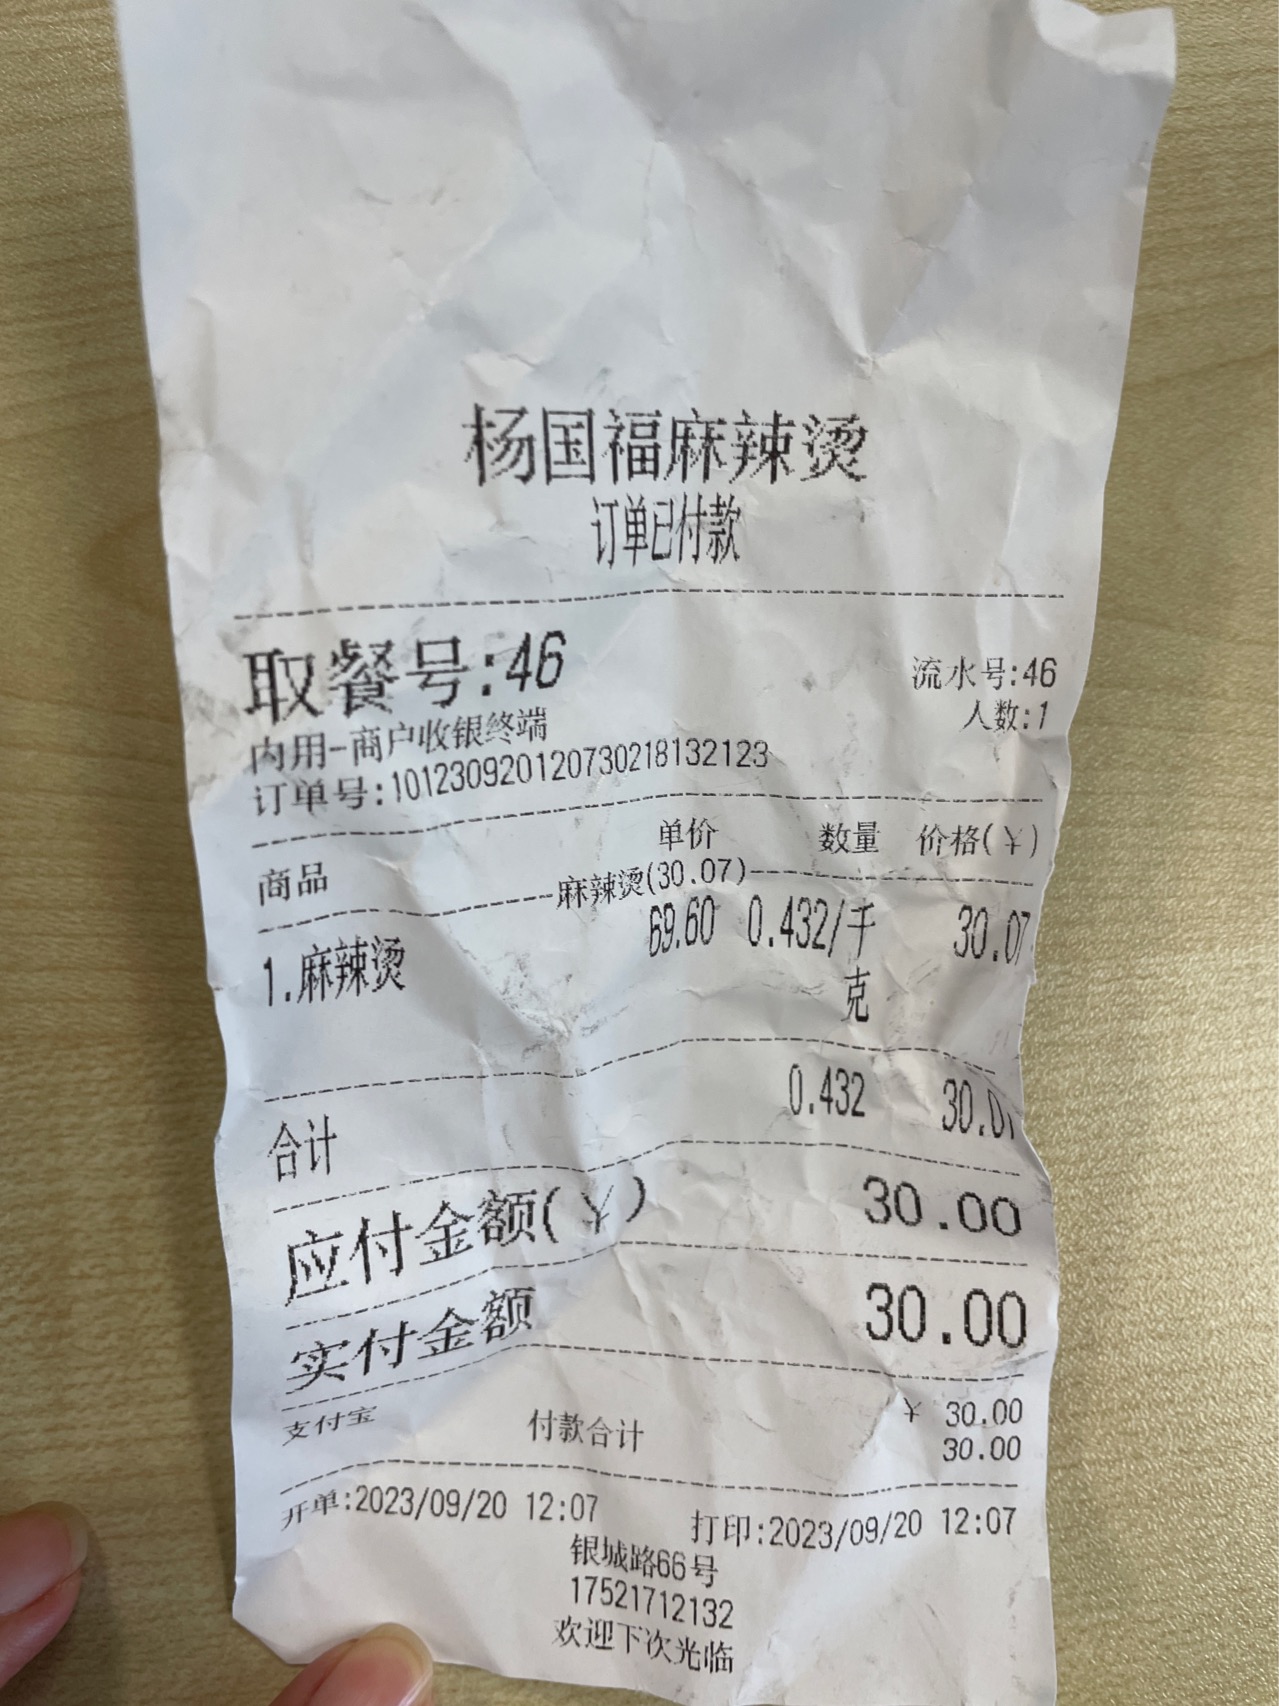 杨国福麻辣烫
订单已付款
取餐号:46
流水号:46
内用-商户收银终端
人数:1
订单号:101230920120730218132123
商品 单价 数量 价格(¥)
麻辣烫(30.07)
1.麻辣烫 69.60 0.432/千克 30.07
合计 0.432 30.07
应付金额(¥) 30.00
实付金额 30.00
支付宝 ¥ 30.00
付款合计 30.00
开单:2023/09/20 12:07 打印:2023/09/20 12:07
银城路66号
17521712132
欢迎下次光临